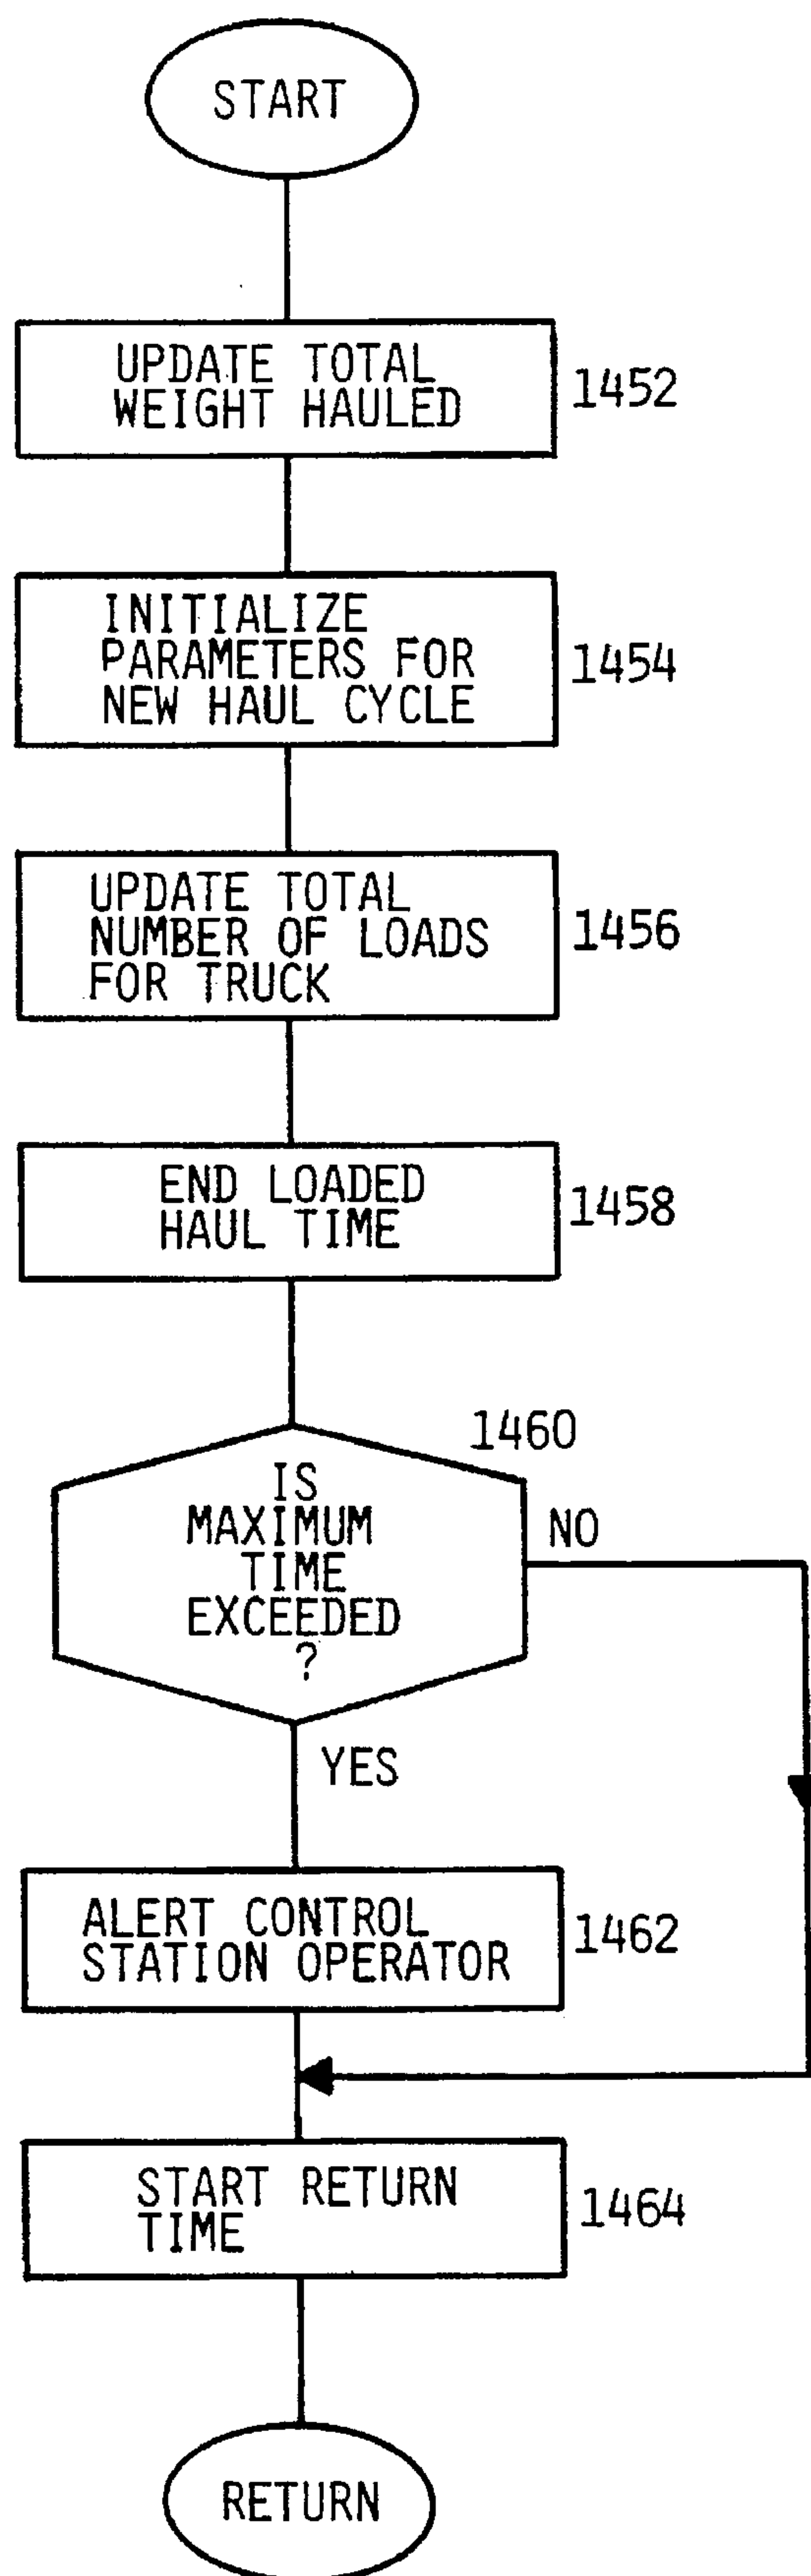 START
UPDATE TOTAL
WEIGHT HAULED
1452
INITIALIZE
PARAMETERS FOR
NEW HAUL CYCLE
1454
UPDATE TOTAL
NUMBER OF LOADS
FOR TRUCK
1456
END LOADED
HAUL TIME
1458
1460
IS
MAXIMUM
TIME
EXCEEDED
?
NO
YES
ALERT CONTROL
STATION OPERATOR
1462
START RETURN
TIME
1464
RETURN